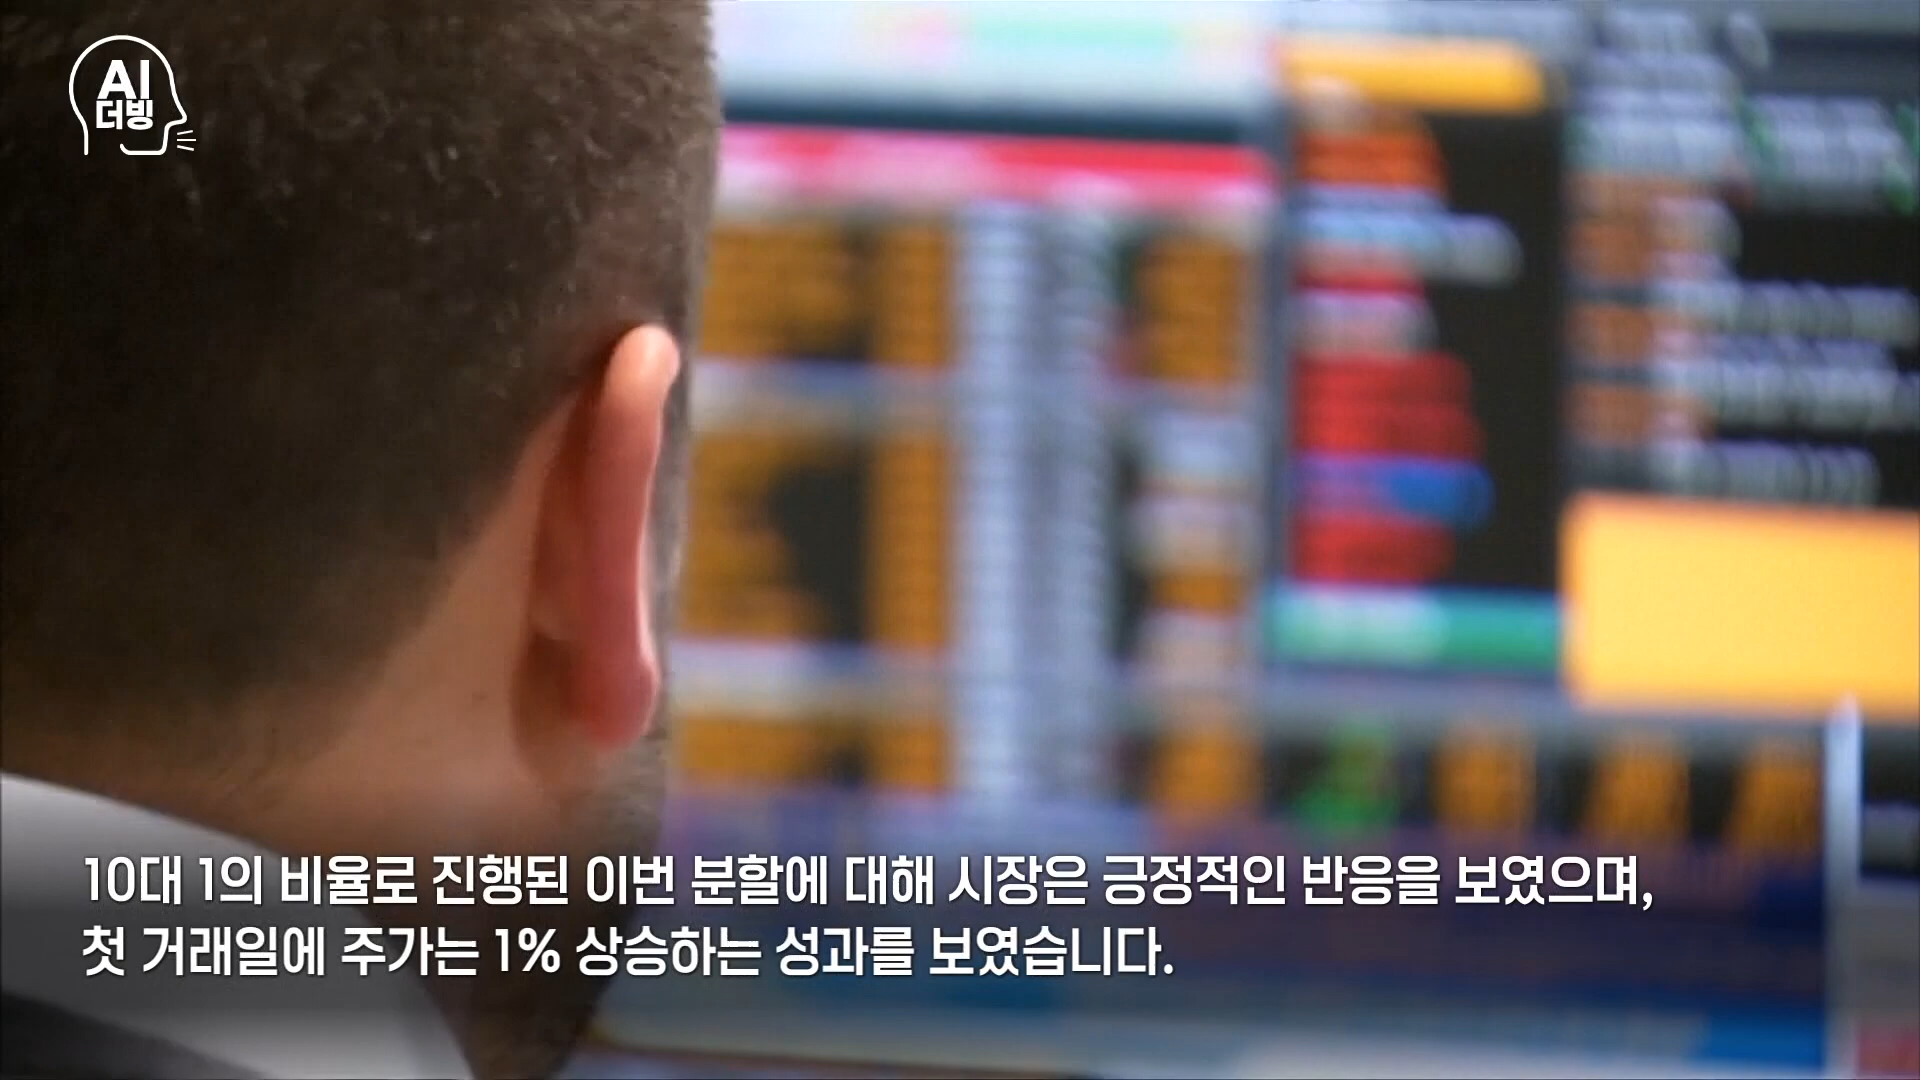 AI
더빙
10대 1의 비율로 진행된 이번 분할에 대해 시장은 긍정적인 반응을 보였으며,
첫 거래일에 주가는 1% 상승하는 성과를 보였습니다.